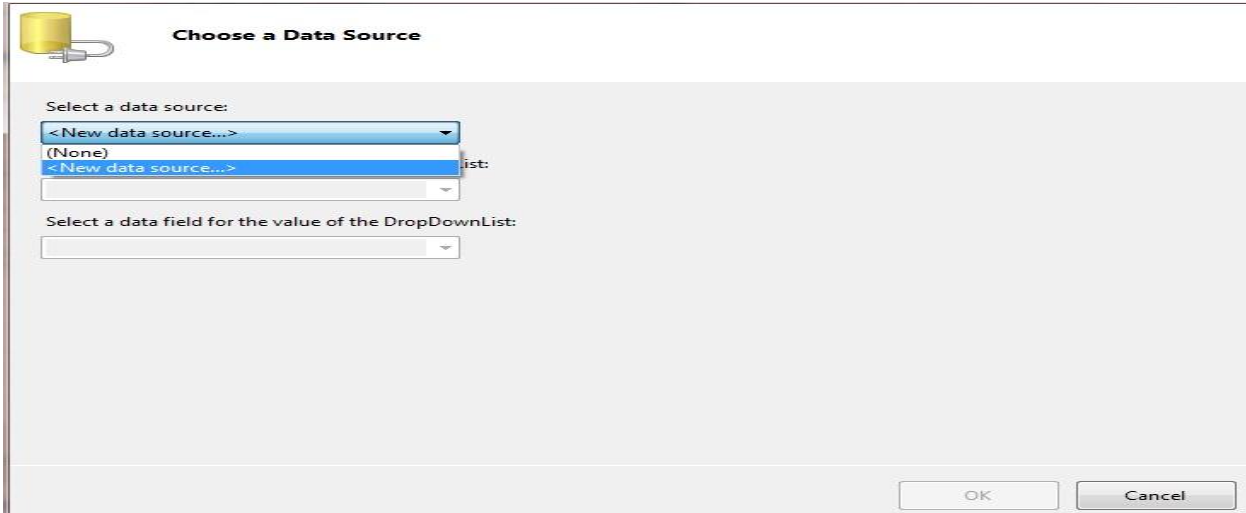 Choose a Data Source
Select a data source:
<New data source...>
(None)
<New data source...>
ist:
Select a data field for the value of the DropDownList:
OK
Cancel